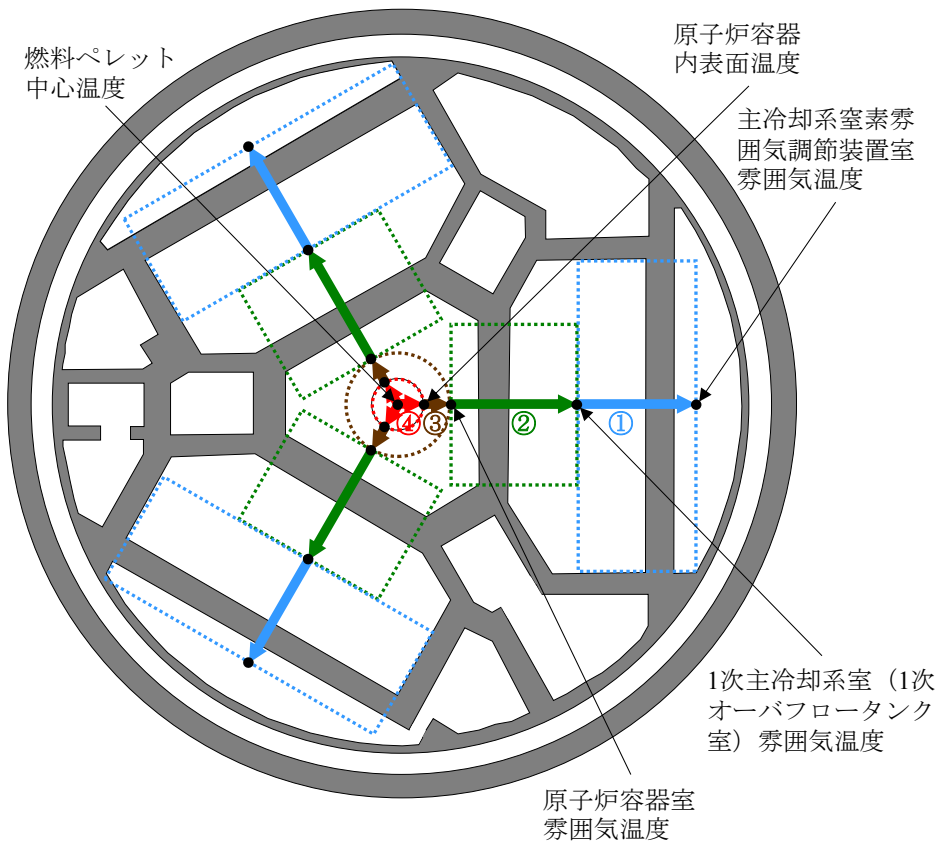 燃料ペレット
中心温度
原子炉容器
内表面温度
主冷却系窒素雰
囲気調節装置室
雰囲気温度
④
③
②
①
1次主冷却系室（1次
オーバフロータンク
室）雰囲気温度
原子炉容器室
雰囲気温度